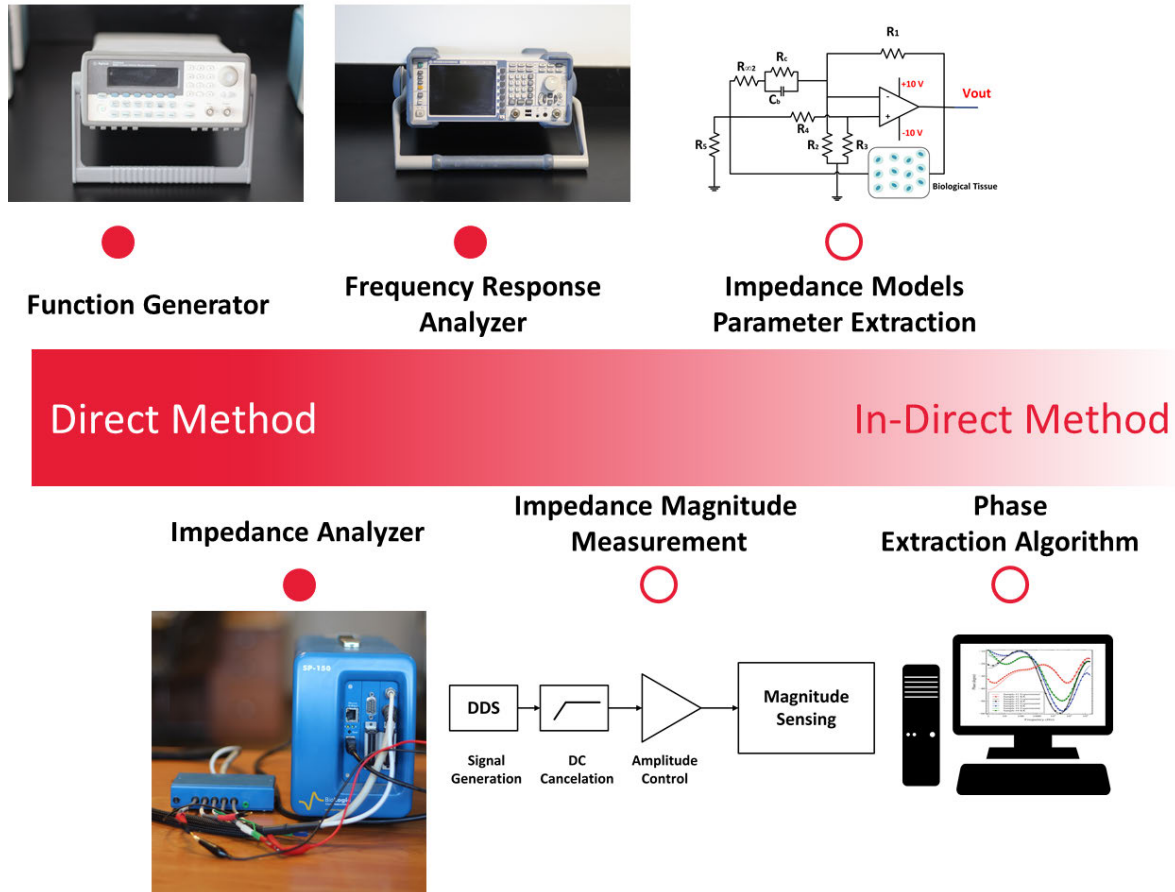 R1
R∞2
Rc
Cb
+10 V
-
+
-10 V
Vout
R4
R5
R2
R3
Biological Tissue
Function Generator
Frequency Response
Analyzer
Impedance Models
Parameter Extraction
Direct Method
In-Direct Method
Impedance Analyzer
Impedance Magnitude
Measurement
Phase
Extraction Algorithm
SP-150
DDS
Magnitude
Sensing
Signal
Generation
DC
Cancelation
Amplitude
Control